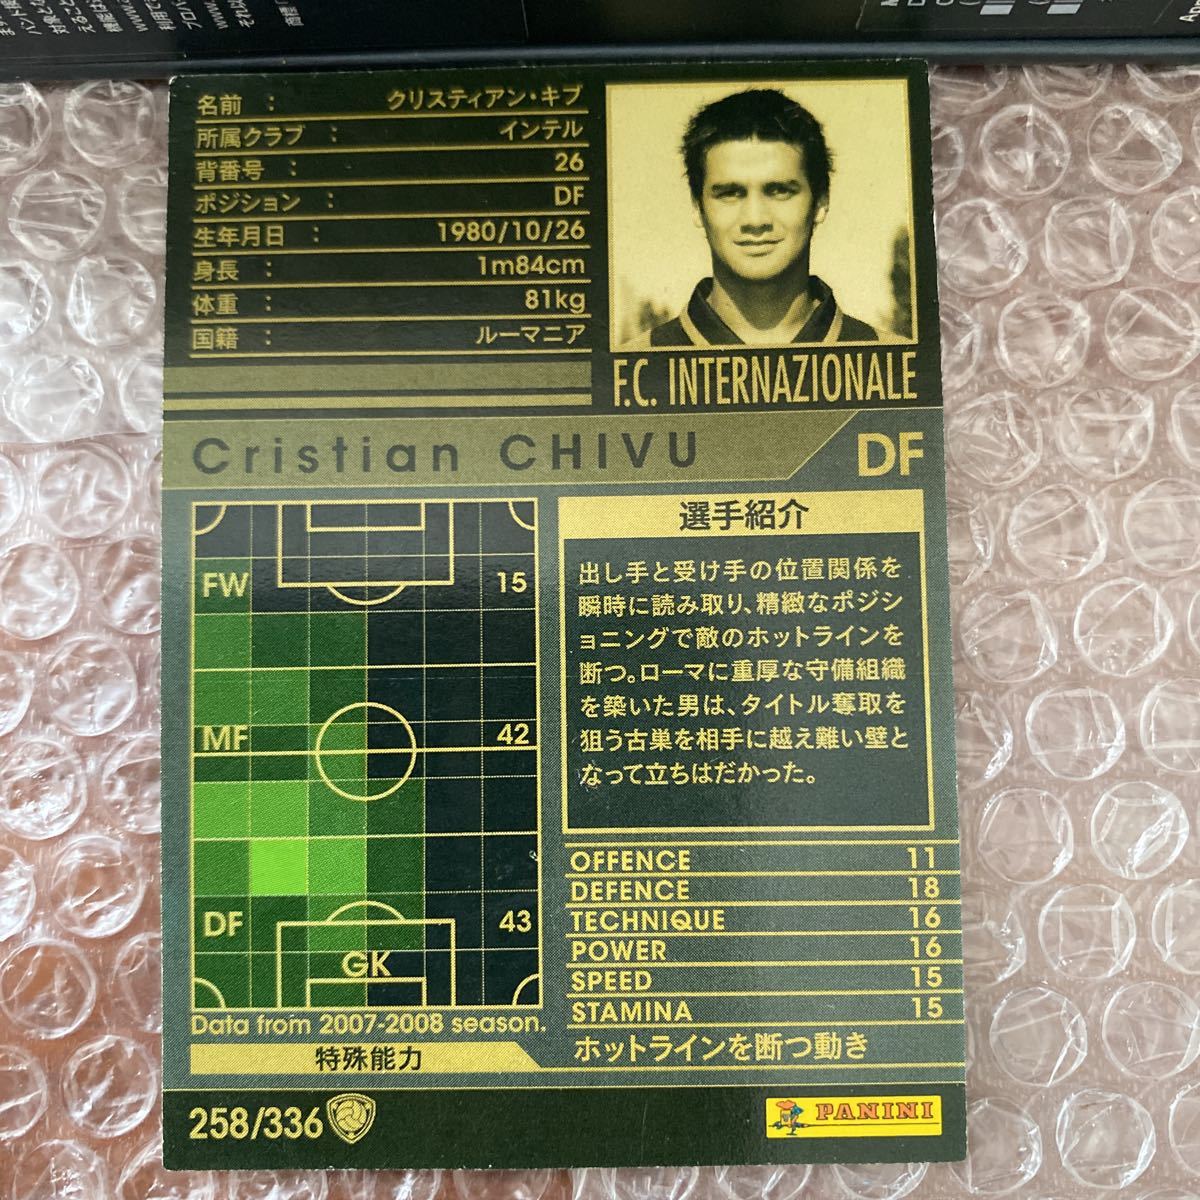 名前 : クリスティアン・キブ
所属クラブ : インテル
背番号 : 26
ポジション : DF
生年月日 : 1980/10/26
身長 : 1m84cm
体重 : 81kg
国籍 : ルーマニア
F.C. INTERNAZIONALE
Cristian CHIVU DF
FW 15
MF 42
DF 43
GK
Data from 2007-2008 season.
選手紹介
出し手と受け手の位置関係を
瞬時に読み取り、精緻なポジシ
ョニングで敵のホットラインを
断つ。ローマに重厚な守備組織
を築いた男は、タイトル奪取を
狙う古巣を相手に越え難い壁と
なって立ちはだかった。
OFFENCE 11
DEFENCE 18
TECHNIQUE 16
POWER 16
SPEED 15
STAMINA 15
特殊能力 ホットラインを断つ動き
258/336
PANINI